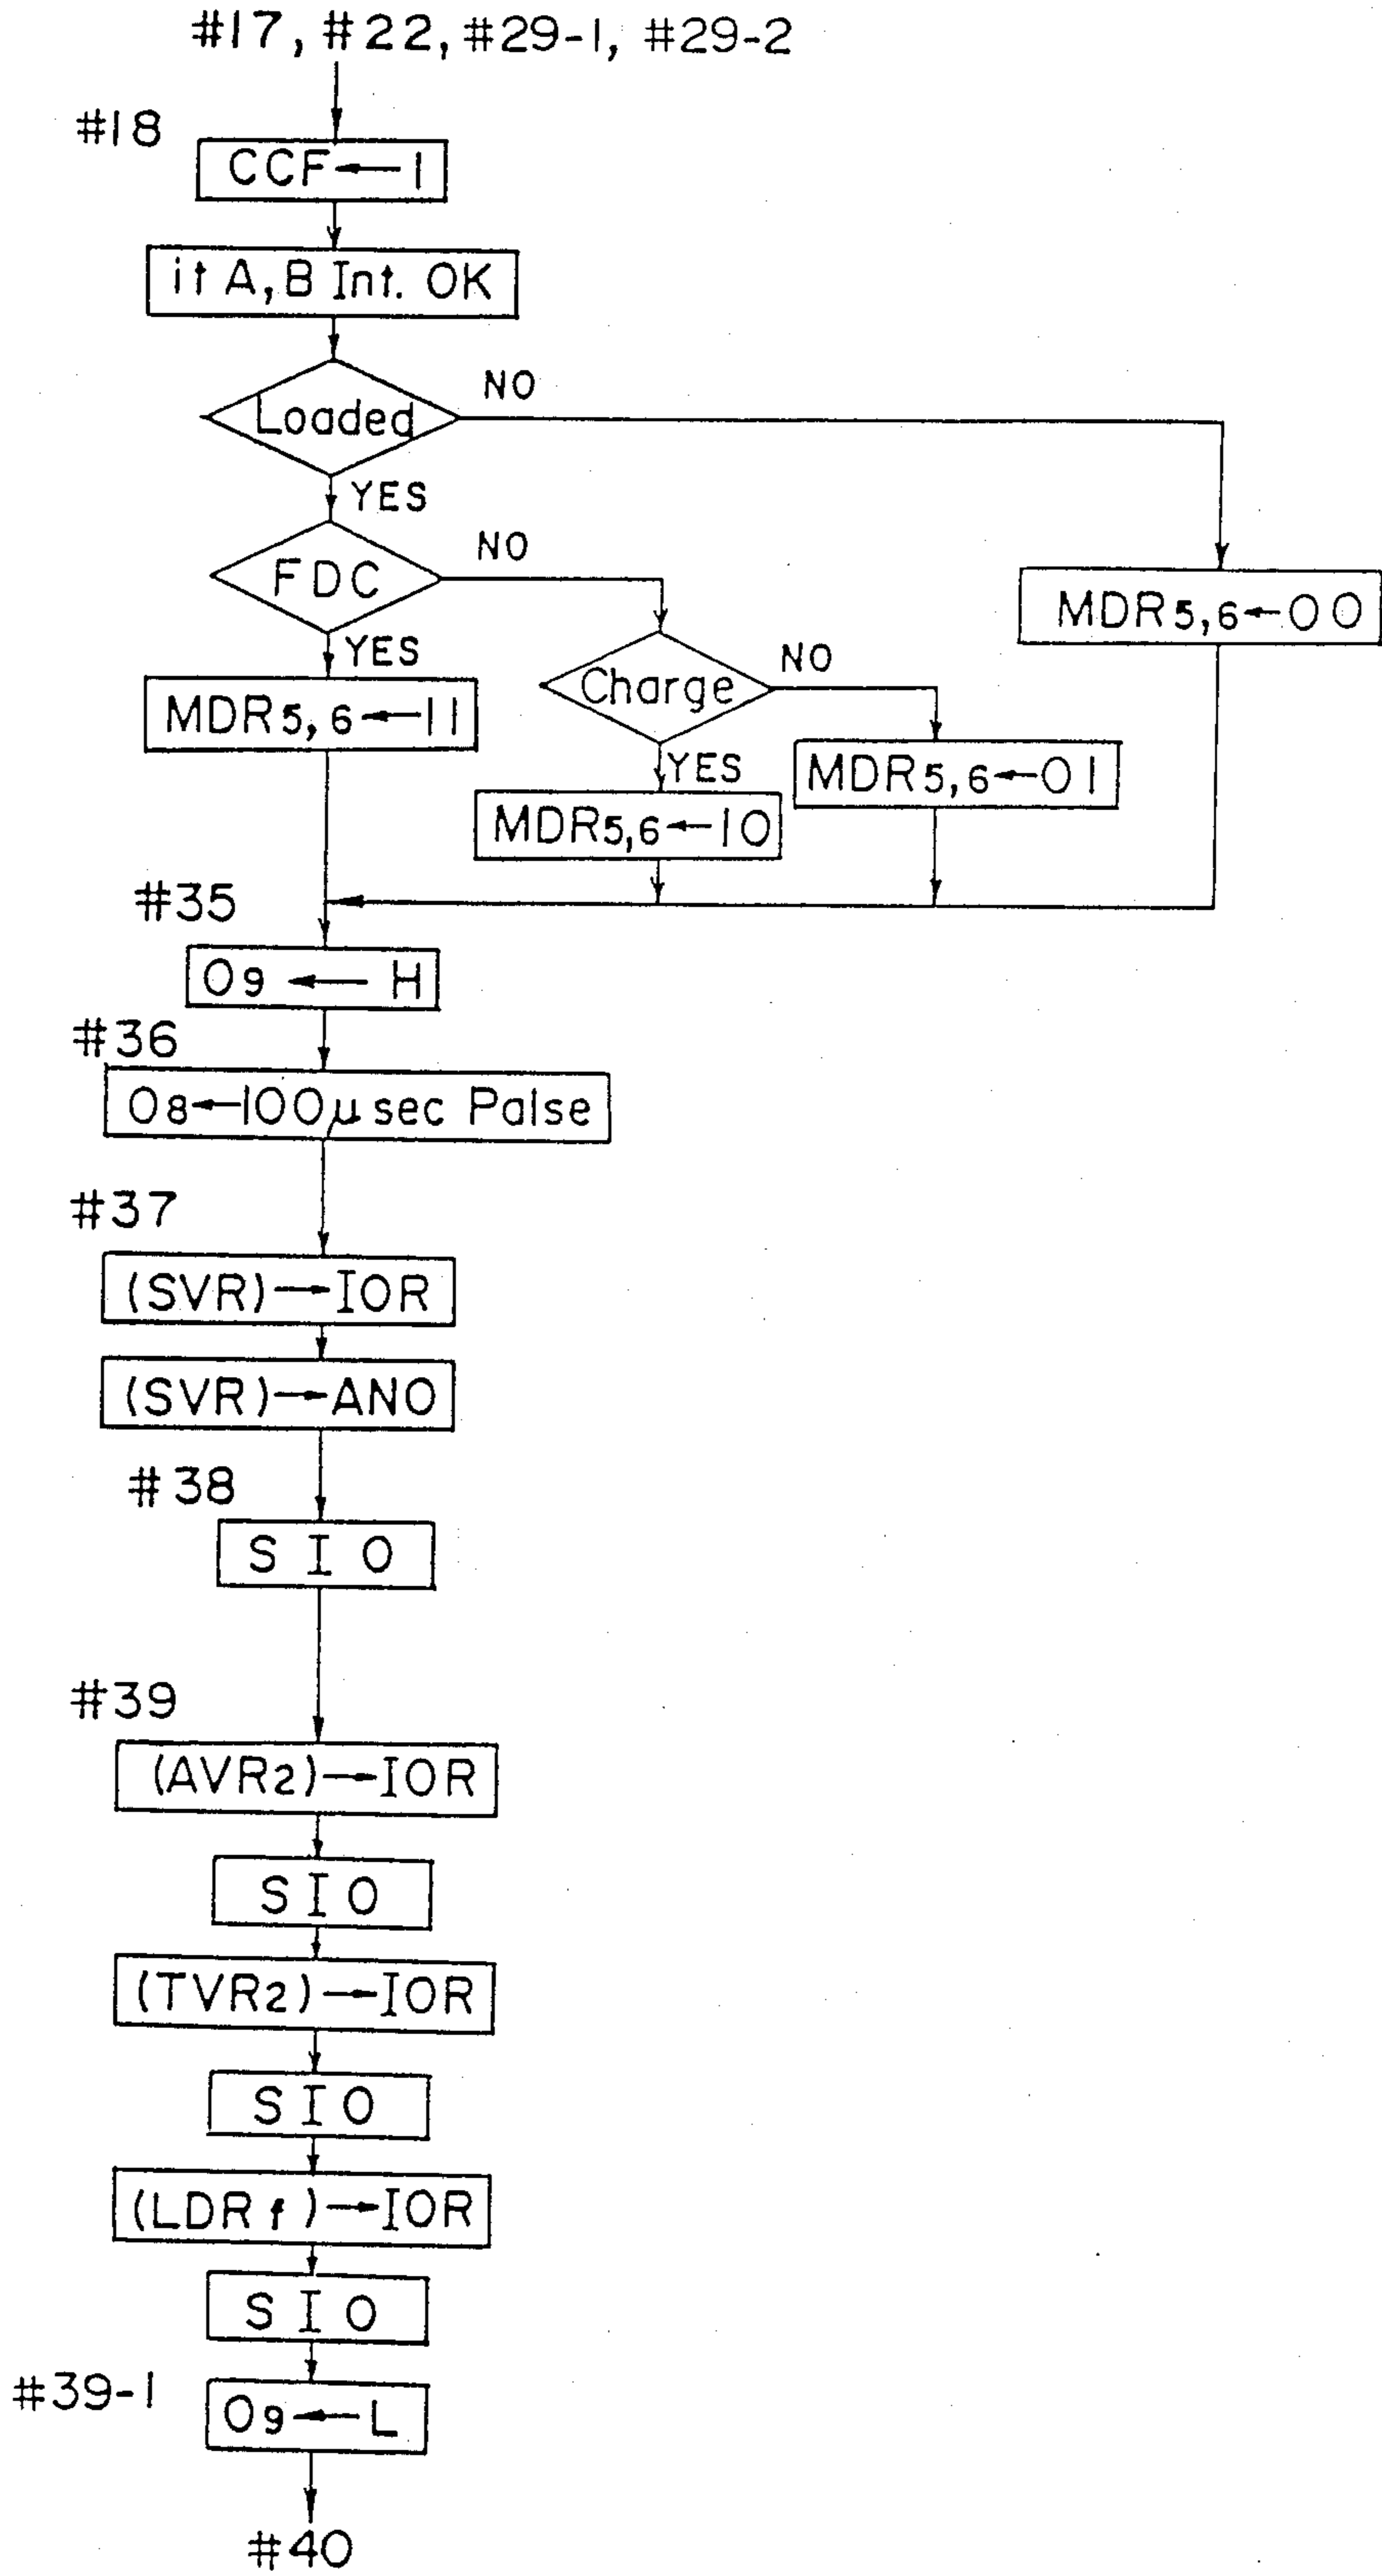 #17, #22, #29-1, #29-2
#18
CCF ← 1
it A, B Int. OK
Loaded
NO
YES
FDC
NO
YES
MDR5,6 ← 00
Charge
NO
YES
MDR5,6 ← 11
MDR5,6 ← 01
MDR5,6 ← 10
#35
O9 ← H
#36
O8 ← 100μsec Palse
#37
(SVR) → IOR
(SVR) → ANO
#38
SIO
#39
(AVR2) → IOR
SIO
(TVR2) → IOR
SIO
(LDR f) → IOR
SIO
#39-1
O9 ← L
#40